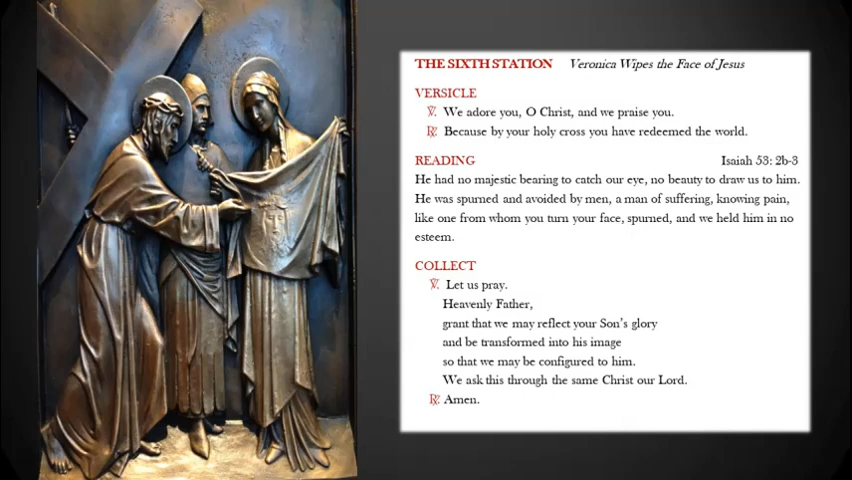 THE SIXTH STATION Veronica Wipes the Face of Jesus
VERSICLE
℣. We adore you, O Christ, and we praise you.
℟. Because by your holy cross you have redeemed the world.
READING Isaiah 53: 2b-3
He had no majestic bearing to catch our eye, no beauty to draw us to him.
He was spurned and avoided by men, a man of suffering, knowing pain,
like one from whom you turn your face, spurned, and we held him in no
esteem.
COLLECT
℣. Let us pray.
Heavenly Father,
grant that we may reflect your Son's glory
and be transformed into his image
so that we may be configured to him.
We ask this through the same Christ our Lord.
℟. Amen.